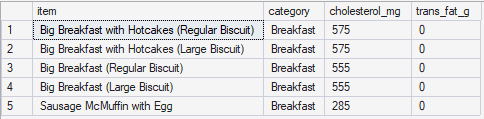 item category cholesterol_mg trans_fat_g
1 Big Breakfast with Hotcakes (Regular Biscuit) Breakfast 575 0
2 Big Breakfast with Hotcakes (Large Biscuit) Breakfast 575 0
3 Big Breakfast (Regular Biscuit) Breakfast 555 0
4 Big Breakfast (Large Biscuit) Breakfast 555 0
5 Sausage McMuffin with Egg Breakfast 285 0